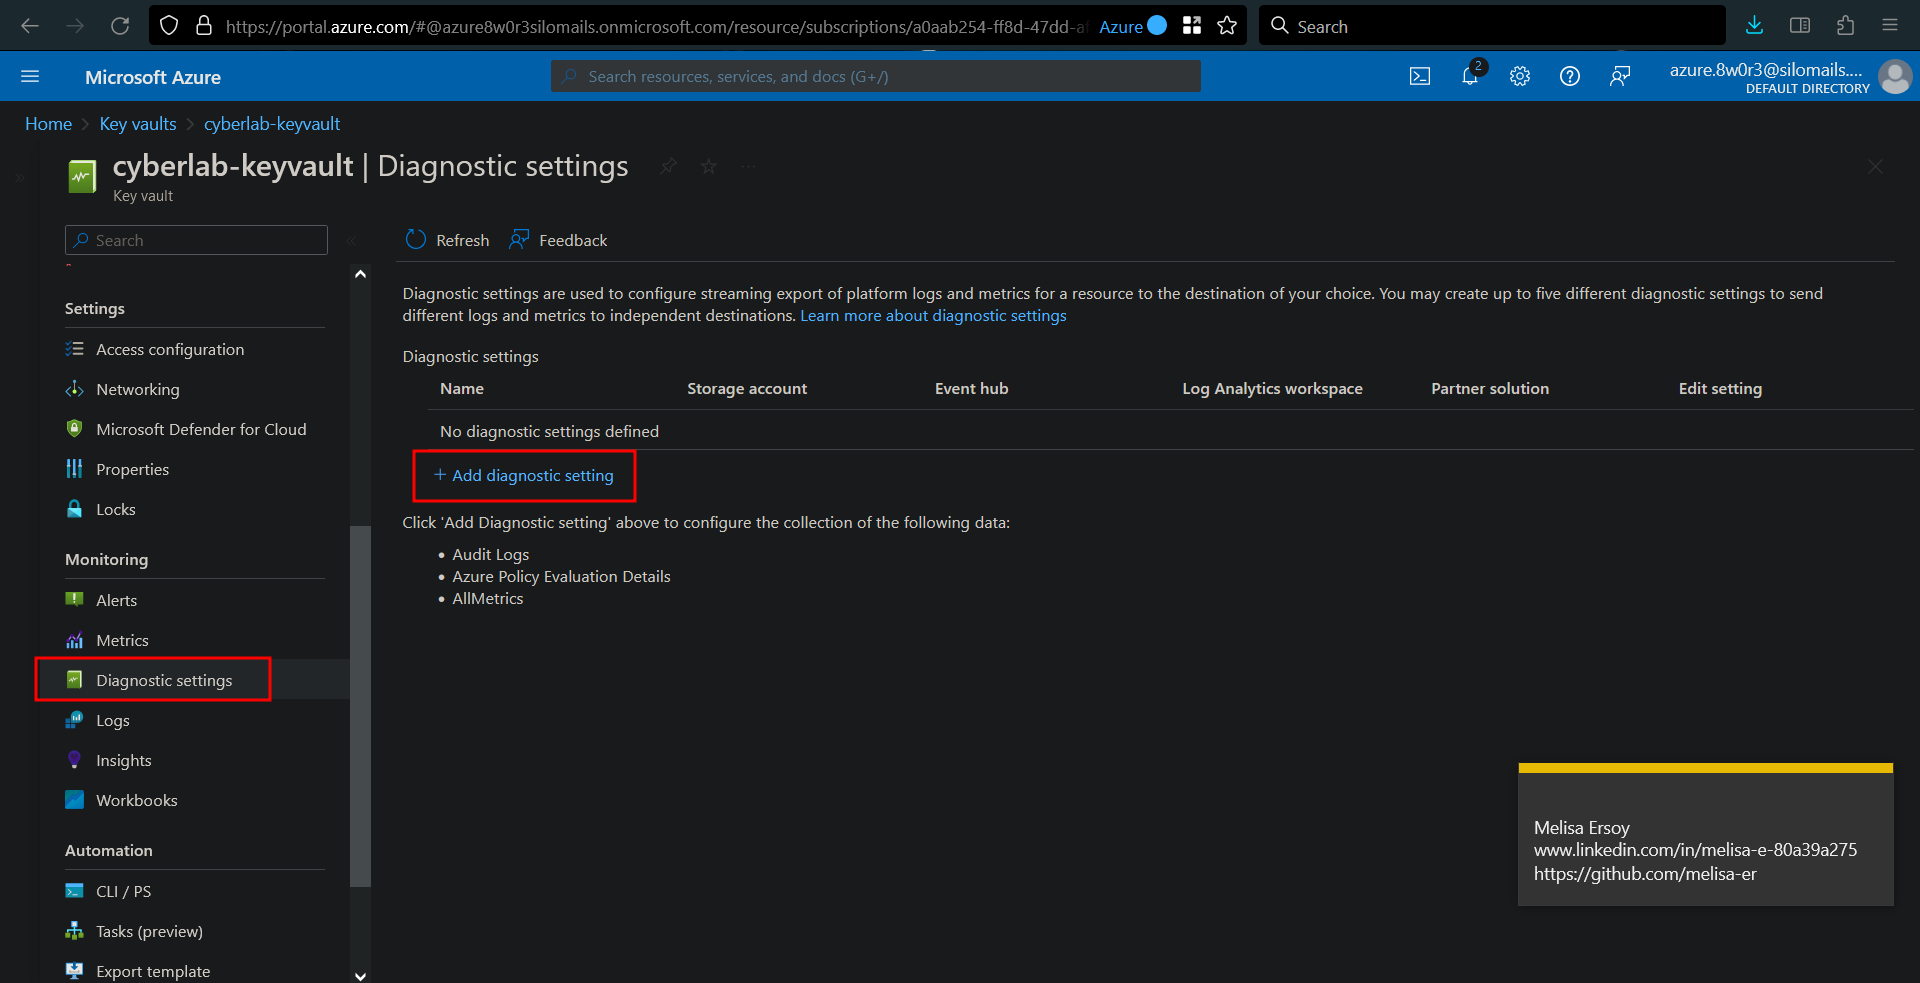 https://portal.azure.com/#@azure8w0r3silomails.onmicrosoft.com/resource/subscriptions/a0aab254-ff8d-47dd-a
Azure
Search
Microsoft Azure
Search resources, services, and docs (G+/)
2
azure.8w0r3@silomails....
DEFAULT DIRECTORY
Home
Key vaults
cyberlab-keyvault
cyberlab-keyvault | Diagnostic settings
Key vault
Search
Settings
Access configuration
Networking
Microsoft Defender for Cloud
Properties
Locks
Monitoring
Alerts
Metrics
Diagnostic settings
Logs
Insights
Workbooks
Automation
CLI / PS
Tasks (preview)
Export template
Refresh
Feedback
Diagnostic settings are used to configure streaming export of platform logs and metrics for a resource to the destination of your choice. You may create up to five different diagnostic settings to send
different logs and metrics to independent destinations. Learn more about diagnostic settings
Diagnostic settings
Name
Storage account
Event hub
Log Analytics workspace
Partner solution
Edit setting
No diagnostic settings defined
+ Add diagnostic setting
Click 'Add Diagnostic setting' above to configure the collection of the following data:
• Audit Logs
• Azure Policy Evaluation Details
• AllMetrics
Melisa Ersoy
www.linkedin.com/in/melisa-e-80a39a275
https://github.com/melisa-er